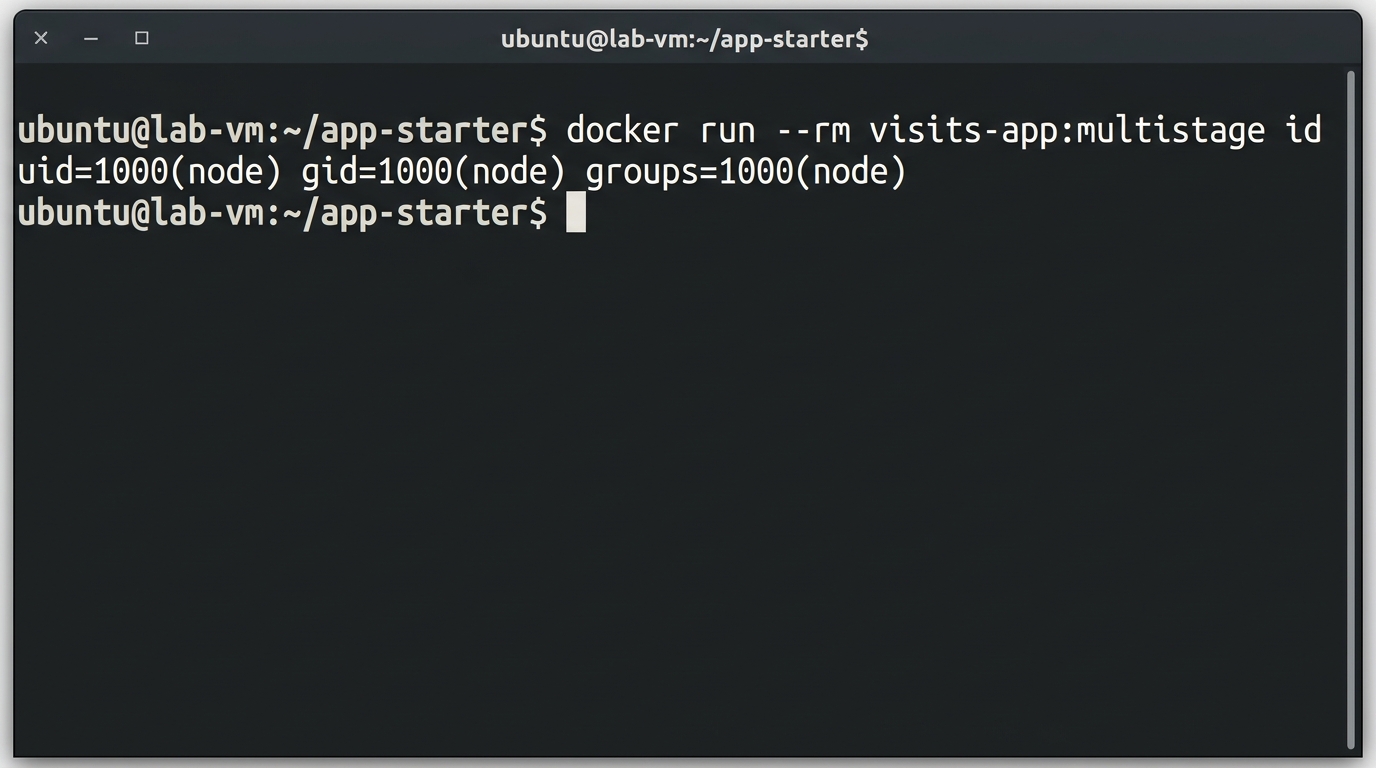 ubuntu@lab-vm:~/app-starter$
ubuntu@lab-vm:~/app-starter$ docker run --rm visits-app:multistage id
uid=1000(node) gid=1000(node) groups=1000(node)
ubuntu@lab-vm:~/app-starter$